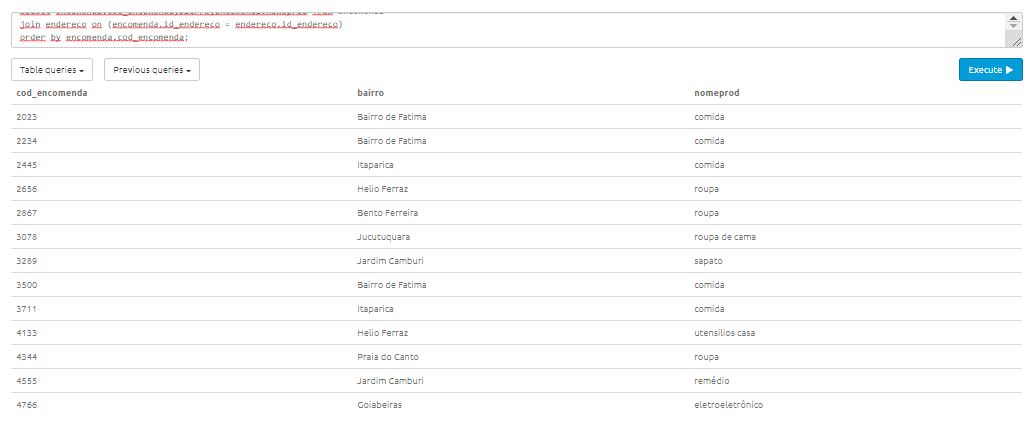 join endereco on (encomenda.id_endereco = endereco.id_endereco)
order by encomenda.cod_encomenda;
Table queries Previous queries Execute
cod_encomenda bairro nomeprod
2023 Bairro de Fatima comida
2234 Bairro de Fatima comida
2445 Itaparica comida
2656 Helio Ferraz roupa
2867 Bento Ferreira roupa
3078 Jucutuquara roupa de cama
3289 Jardim Camburi sapato
3500 Bairro de Fatima comida
3711 Itaparica comida
4133 Helio Ferraz utensilios casa
4344 Praia do Canto roupa
4555 Jardim Camburi remédio
4766 Goiabeiras eletroeletrônico